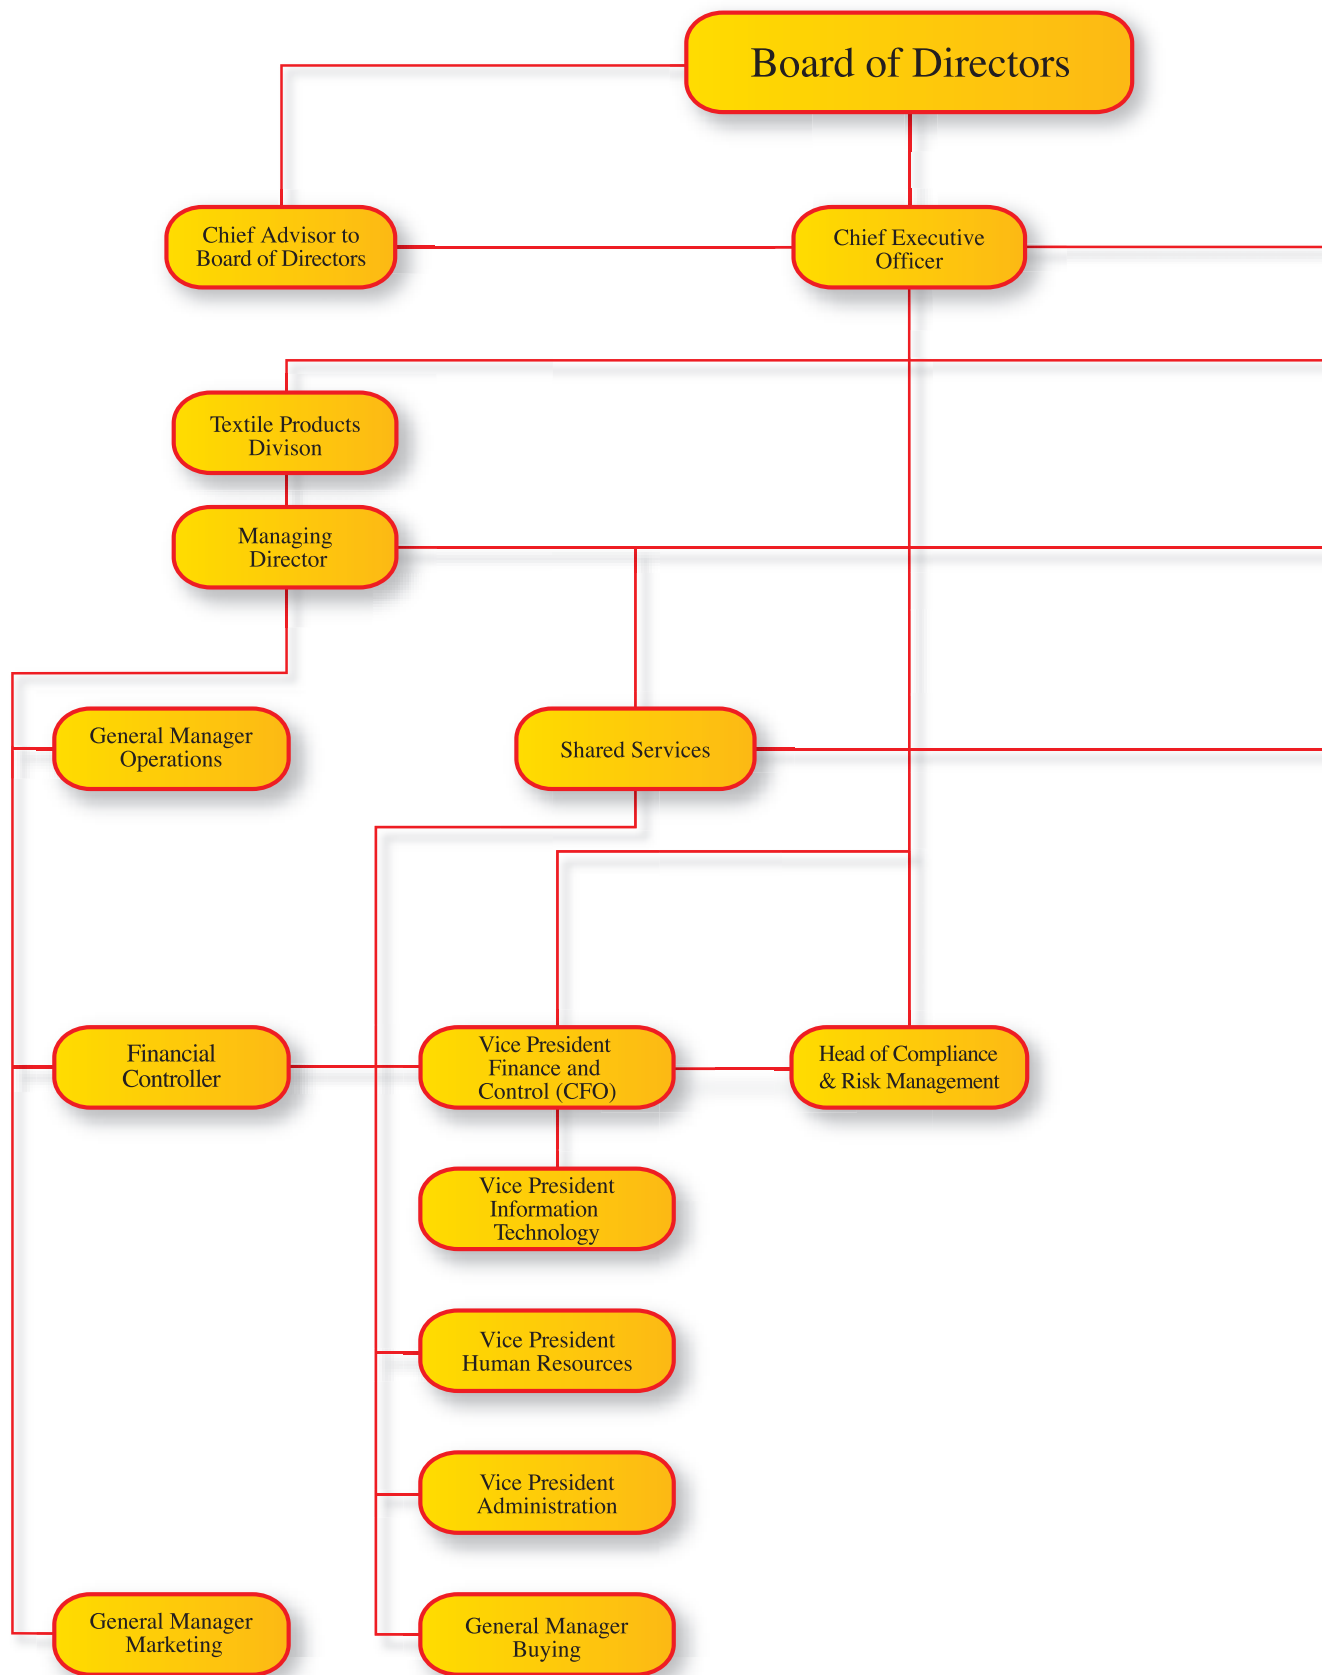 Board of Directors
Chief Advisor to
Board of Directors
Chief Executive
Officer
Textile Products
Divison
Managing
Director
General Manager
Operations
Shared Services
Financial
Controller
Vice President
Finance and
Control (CFO)
Head of Compliance
& Risk Management
Vice President
Information
Technology
Vice President
Human Resources
Vice President
Administration
General Manager
Marketing
General Manager
Buying